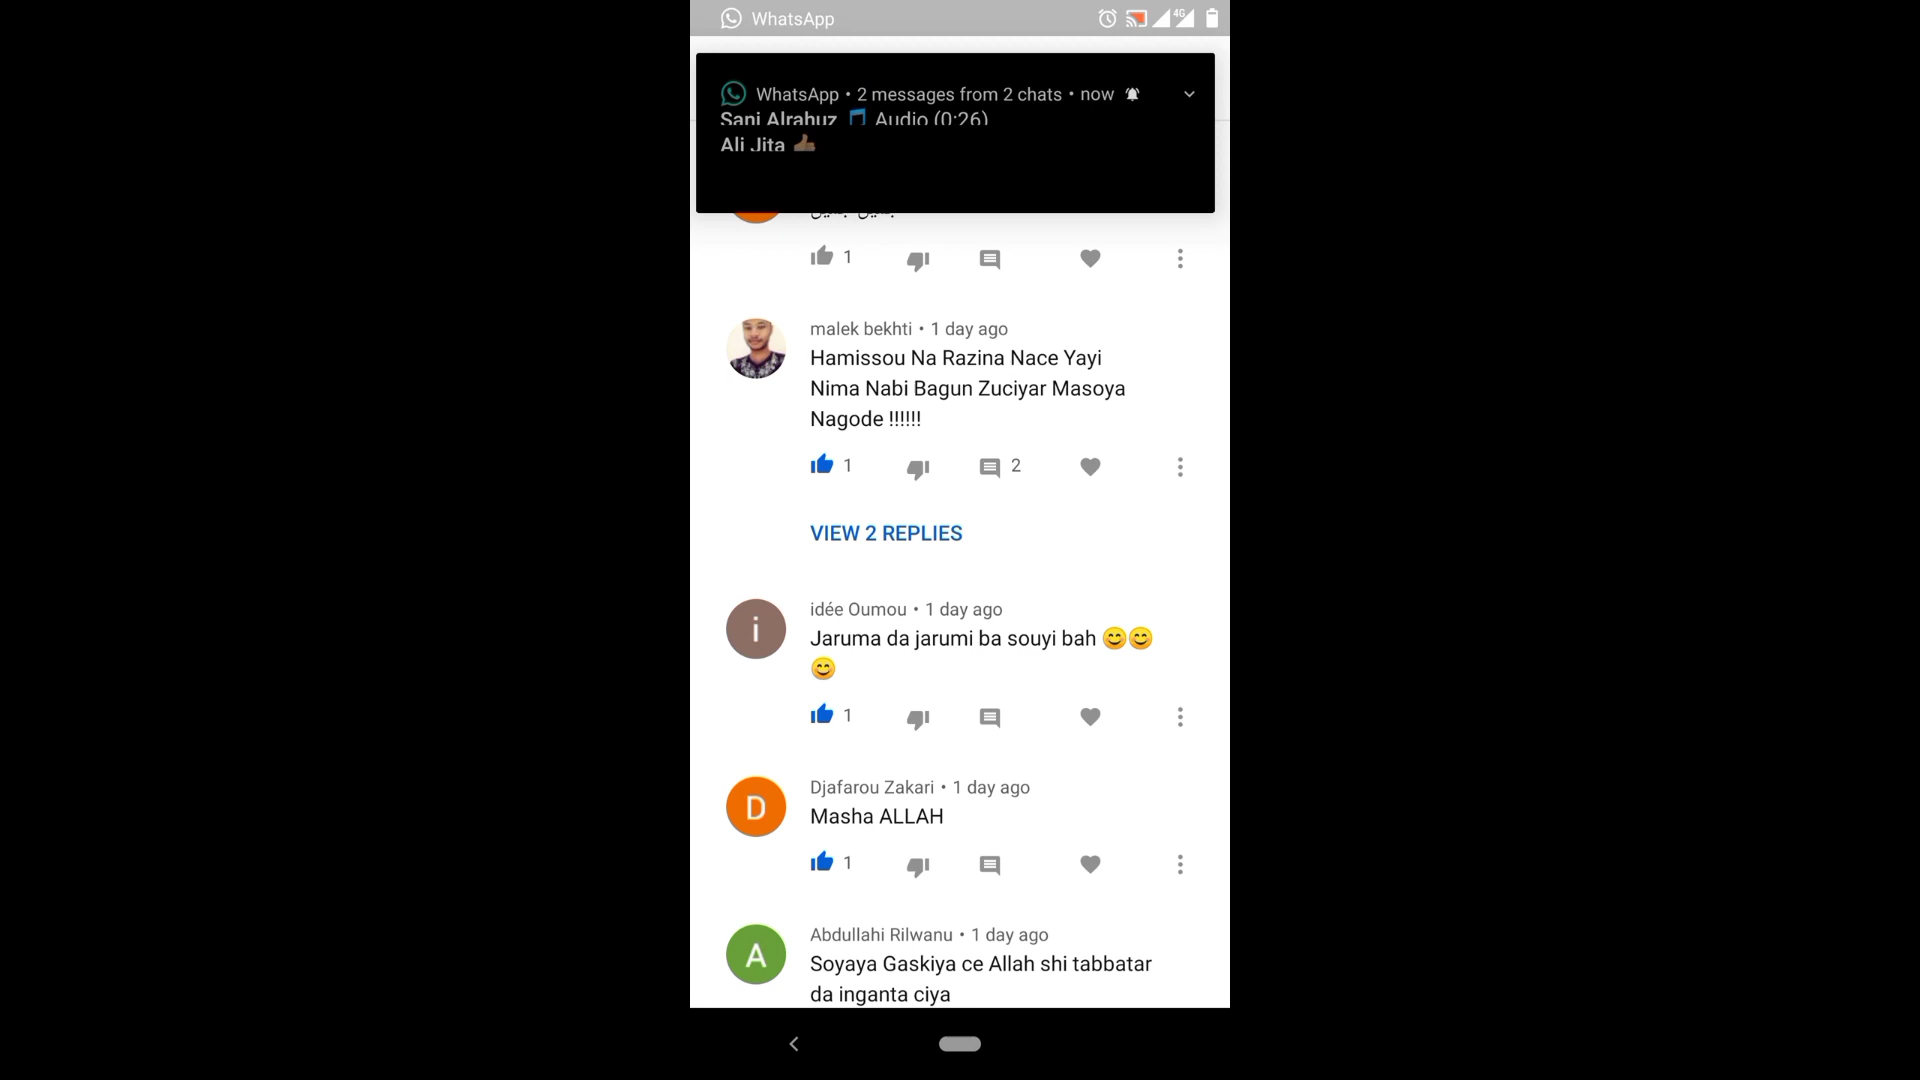 WhatsApp
4G
WhatsApp • 2 messages from 2 chats • now
Sani Alrahuz 🎵 Audio (0:26)
Ali Jita 👍🏾
1
malek bekhti • 1 day ago
Hamissou Na Razina Nace Yayi
Nima Nabi Bagun Zuciyar Masoya
Nagode !!!!!!
1
2
VIEW 2 REPLIES
i
idée Oumou • 1 day ago
Jaruma da jarumi ba souyi bah 😊😊
😊
1
D
Djafarou Zakari • 1 day ago
Masha ALLAH
1
A
Abdullahi Rilwanu • 1 day ago
Soyaya Gaskiya ce Allah shi tabbatar
da inganta ciya